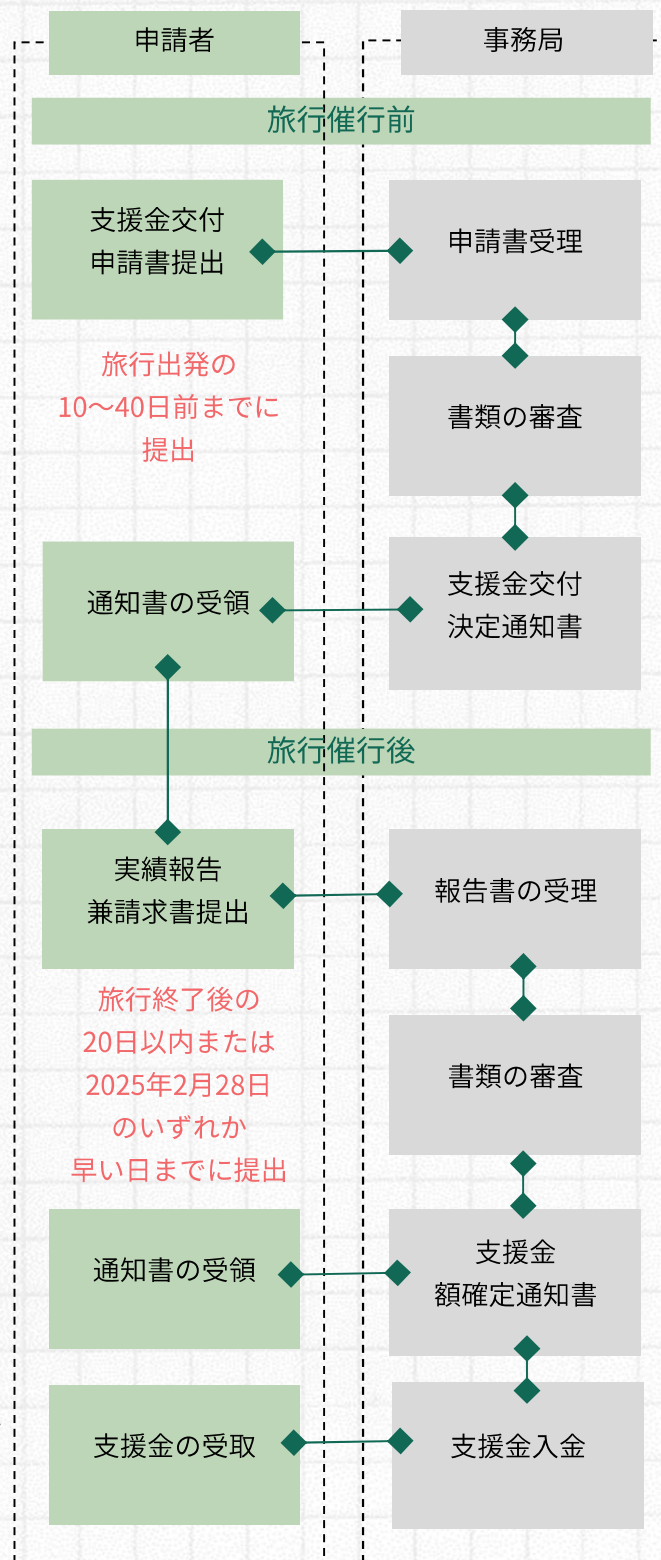 申請者
事務局
旅行催行前
支援金交付
申請書提出
申請書受理
旅行出発の
10～40日前までに
提出
書類の審査
通知書の受領
支援金交付
決定通知書
旅行催行後
実績報告
兼請求書提出
報告書の受理
旅行終了後の
20日以内または
2025年2月28日
のいずれか
早い日までに提出
書類の審査
通知書の受領
支援金
額確定通知書
支援金の受取
支援金入金